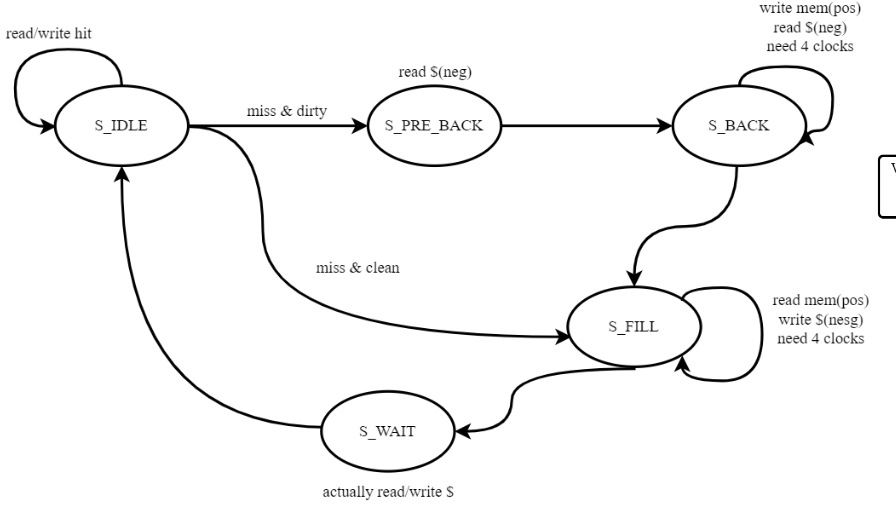 write mem(pos)
read $(neg)
need 4 clocks
read/write hit
read $(neg)
miss & dirty
S_IDLE
S_PRE_BACK
S_BACK
miss & clean
read mem(pos)
write $(nesg)
need 4 clocks
S_FILL
S_WAIT
actually read/write $